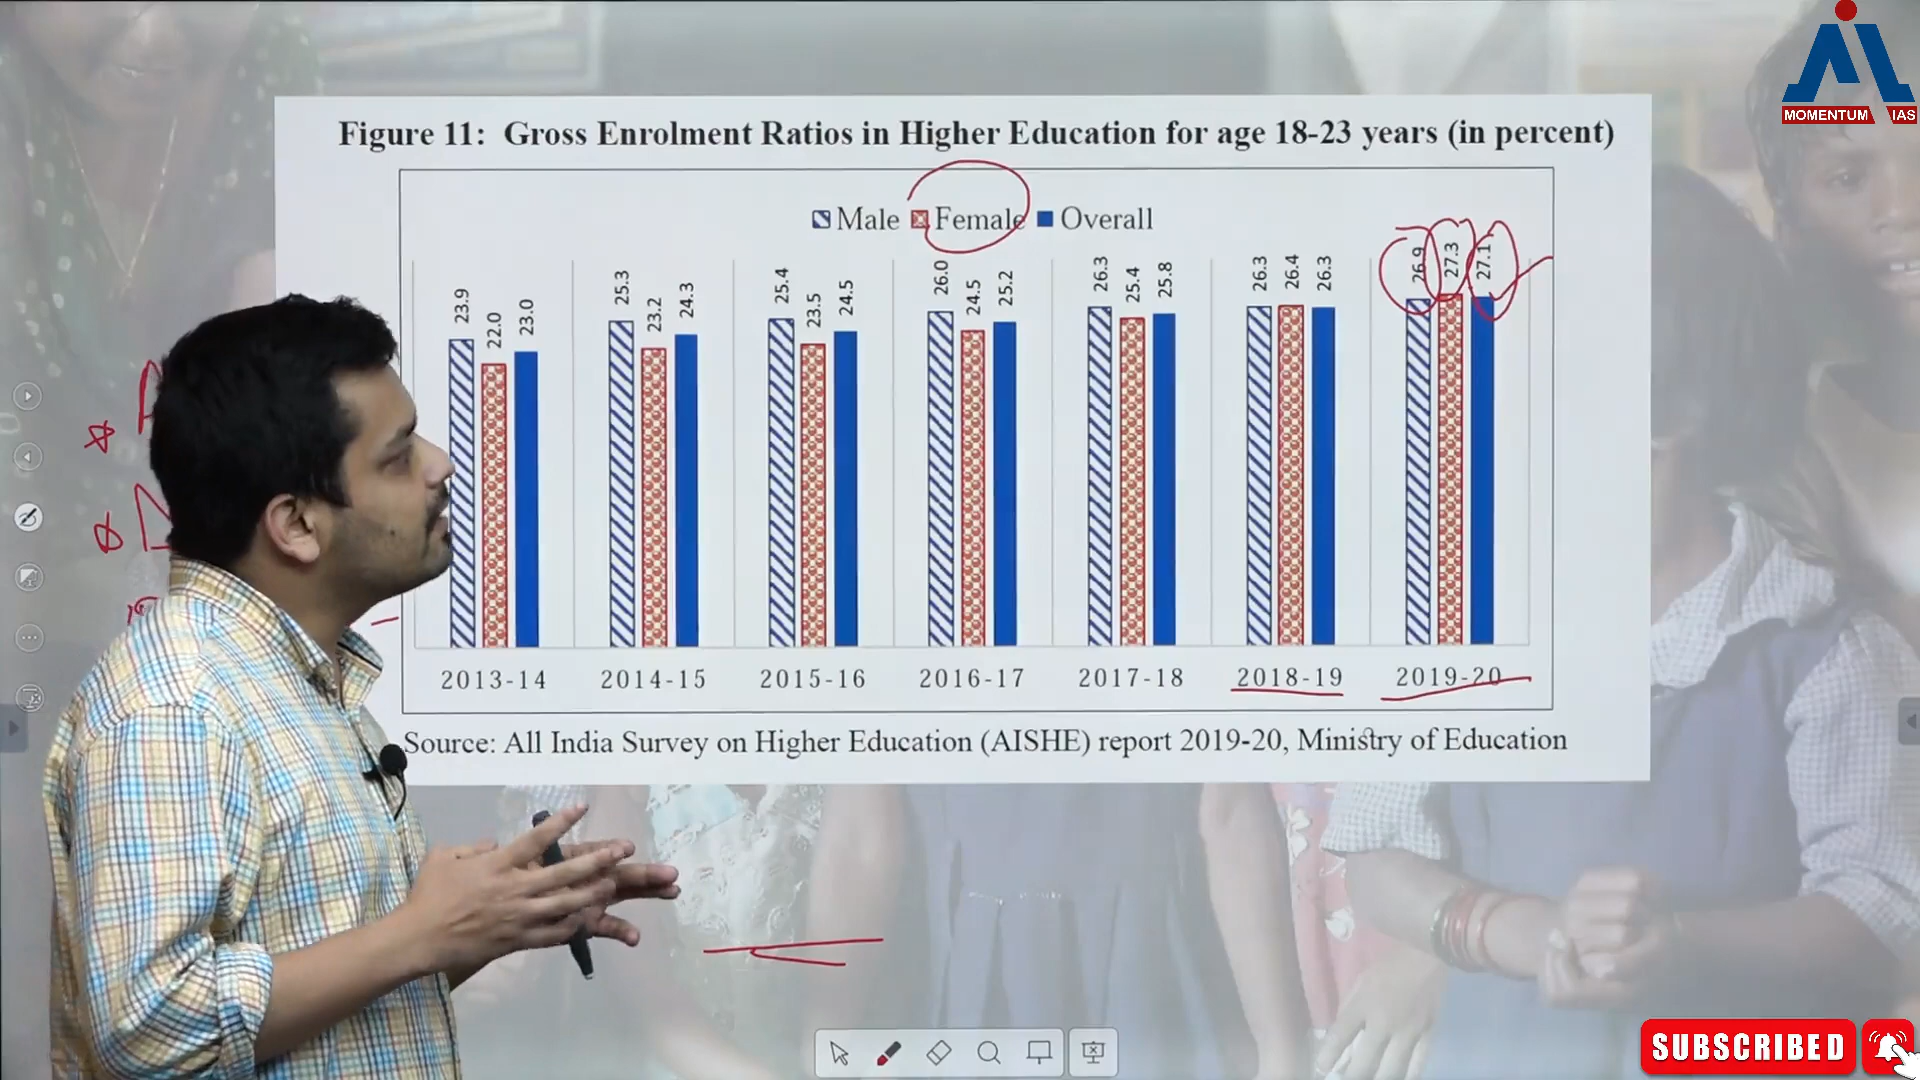 MOMENTUM IAS
Figure 11: Gross Enrolment Ratios in Higher Education for age 18-23 years (in percent)
Male Female Overall
23.9 22.0 23.0 25.3 23.2 24.3 25.4 23.5 24.5 26.0 24.5 25.2 26.3 25.4 25.8 26.3 26.4 26.3 26.9 27.3 27.1
2013-14 2014-15 2015-16 2016-17 2017-18 2018-19 2019-20
Source: All India Survey on Higher Education (AISHE) report 2019-20, Ministry of Education
SUBSCRIBED